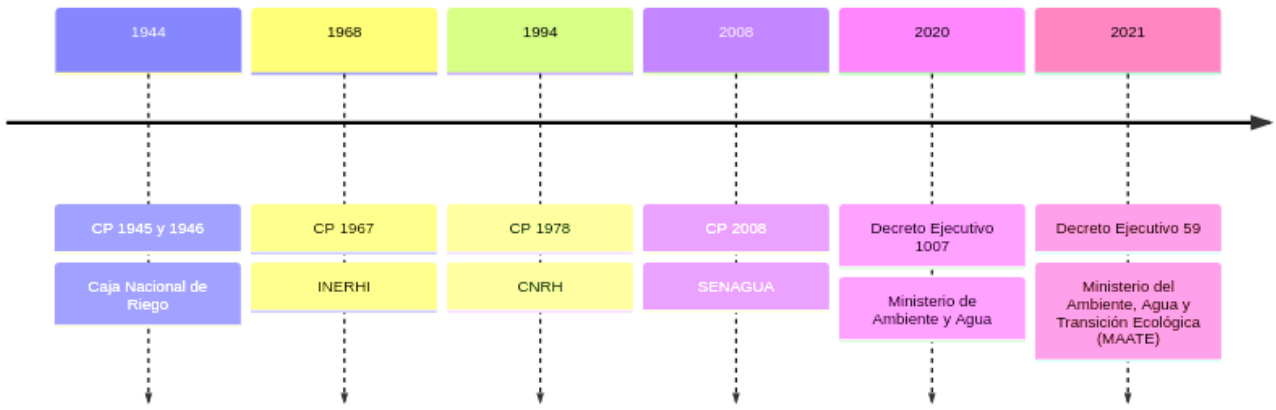 1944
1968
1994
2008
2020
2021
CP 1945 y 1946
CP 1967
CP 1978
CP 2008
Decreto Ejecutivo
1007
Decreto Ejecutivo 59
Caja Nacional de
Riego
INERHI
CNRH
SENAGUA
Ministerio de
Ambiente y Agua
Ministerio del
Ambiente, Agua y
Transición Ecológica
(MAATE)